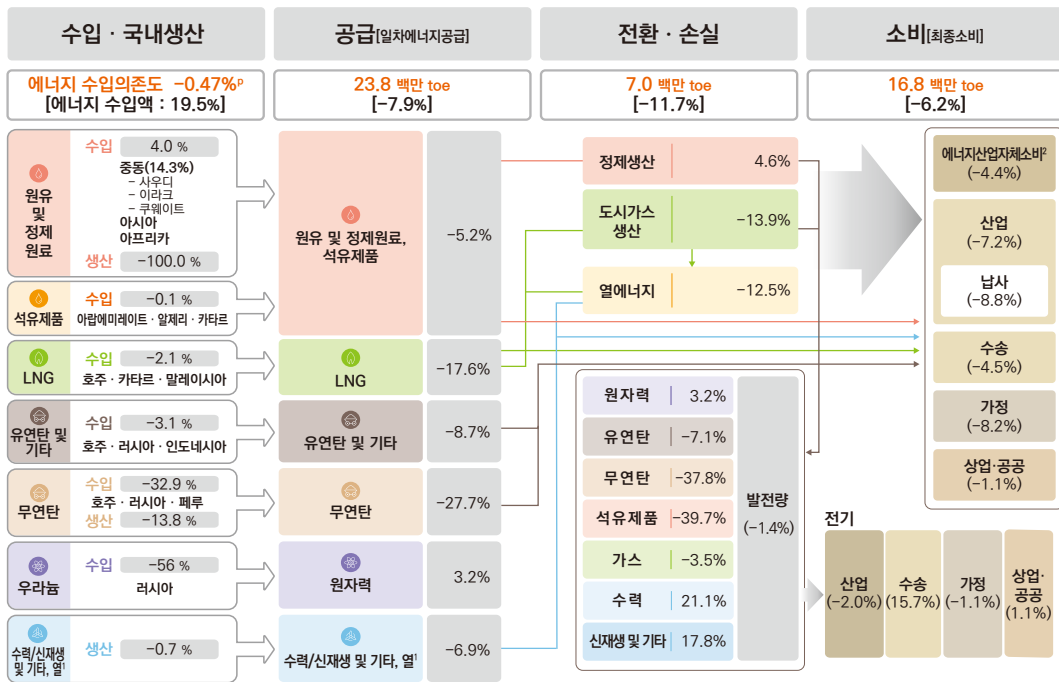 수입 · 국내생산
공급[일차에너지공급]
전환 · 손실
소비[최종소비]
에너지 수입의존도 -0.47%ᵖ
[에너지 수입액 : 19.5%]
23.8 백만 toe
[-7.9%]
7.0 백만 toe
[-11.7%]
16.8 백만 toe
[-6.2%]
원유
및
정제
원료
수입 4.0 %
중동(14.3%)
- 사우디
- 이라크
- 쿠웨이트
아시아
아프리카
생산 -100.0 %
석유제품
수입 -0.1 %
아랍에미레이트 · 알제리 · 카타르
LNG
수입 -2.1 %
호주 · 카타르 · 말레이시아
유연탄 및
기타
수입 -3.1 %
호주 · 러시아 · 인도네시아
무연탄
수입 -32.9 %
호주 · 러시아 · 페루
생산 -13.8 %
우라늄
수입 -56 %
러시아
수력/신재생
및 기타, 열¹
생산 -0.7 %
원유 및 정제원료,
석유제품
-5.2%
LNG
-17.6%
유연탄 및 기타
-8.7%
무연탄
-27.7%
원자력
3.2%
수력/신재생 및 기타, 열¹
-6.9%
정제생산 4.6%
도시가스
생산
-13.9%
열에너지 -12.5%
원자력 3.2%
유연탄 -7.1%
무연탄 -37.8%
석유제품 -39.7%
가스 -3.5%
수력 21.1%
신재생 및 기타 17.8%
발전량
(-1.4%)
에너지산업자체소비²
(-4.4%)
산업
(-7.2%)
납사
(-8.8%)
수송
(-4.5%)
가정
(-8.2%)
상업·공공
(-1.1%)
전기
산업
(-2.0%)
수송
(15.7%)
가정
(-1.1%)
상업·
공공
(1.1%)